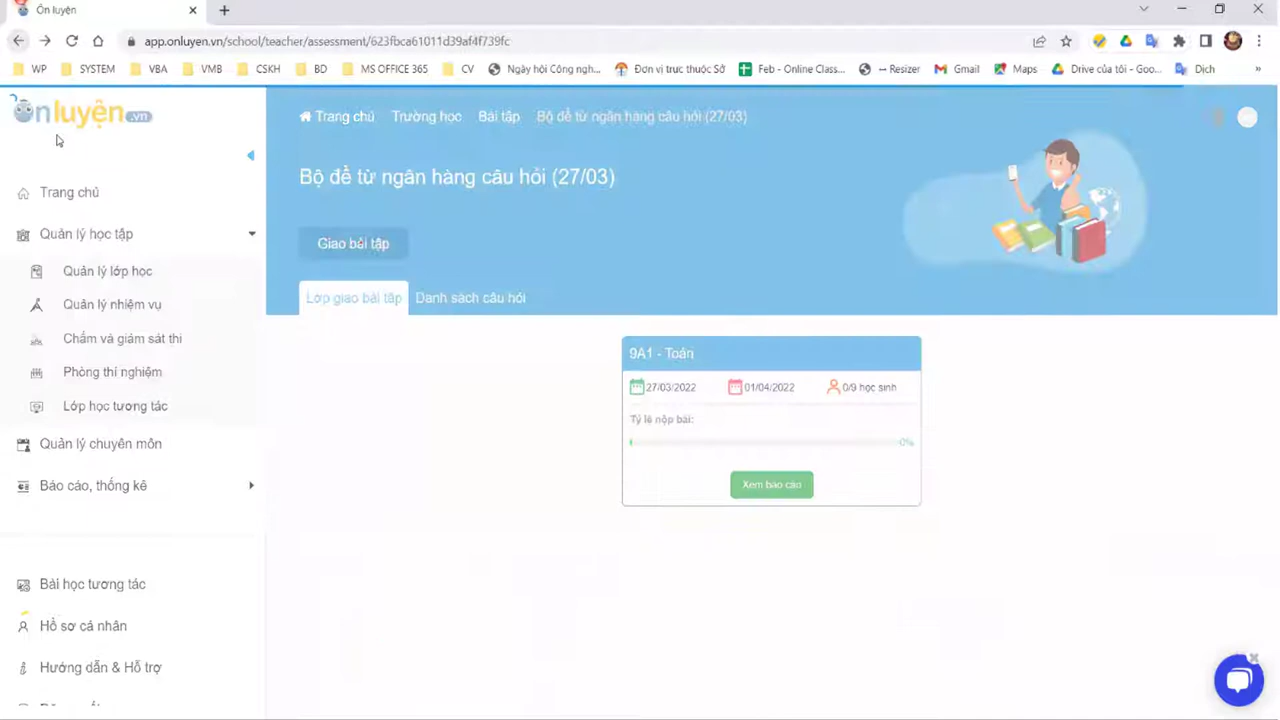 Ôn luyện
app.onluyen.vn/school/teacher/assessment/623fbca61011d39af4f739fc
WP SYSTEM VBA VMB CSKH BD MS OFFICE 365 CV Ngày hội Công nghệ... Đơn vị trực thuộc Sở Feb - Online Class... -- Resizer Gmail Maps Drive của tôi - Goo... Dịch »
ôn luyện .vn
Trang chủ Trường học Bài tập Bộ đề từ ngân hàng câu hỏi (27/03)
Bộ đề từ ngân hàng câu hỏi (27/03)
Giao bài tập
Lớp giao bài tập Danh sách câu hỏi
Trang chủ
Quản lý học tập
Quản lý lớp học
Quản lý nhiệm vụ
Chấm và giám sát thi
Phòng thí nghiệm
Lớp học tương tác
Quản lý chuyên môn
Báo cáo, thống kê
Bài học tương tác
Hồ sơ cá nhân
Hướng dẫn & Hỗ trợ
9A1 - Toán
27/03/2022 01/04/2022 0/9 học sinh
Tỷ lệ nộp bài:
0%
Xem báo cáo